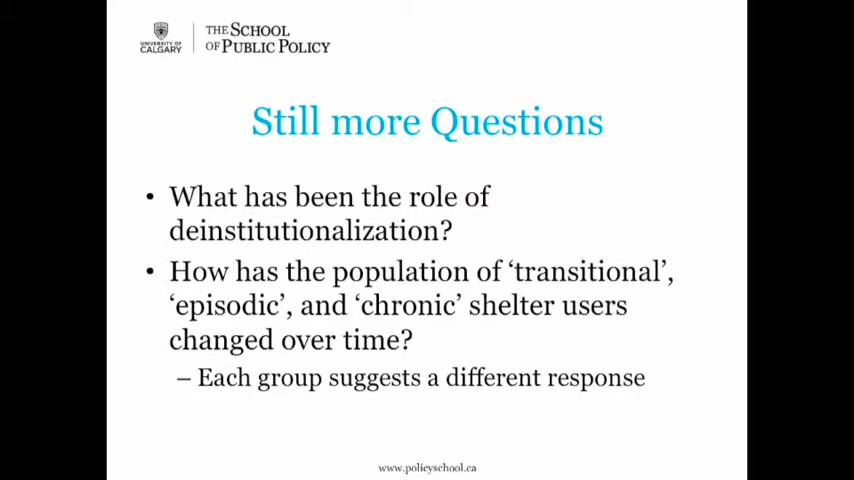 UNIVERSITY OF
CALGARY
THE SCHOOL
OF PUBLIC POLICY
Still more Questions
• What has been the role of
deinstitutionalization?
• How has the population of ‘transitional’,
‘episodic’, and ‘chronic’ shelter users
changed over time?
– Each group suggests a different response
www.policyschool.ca